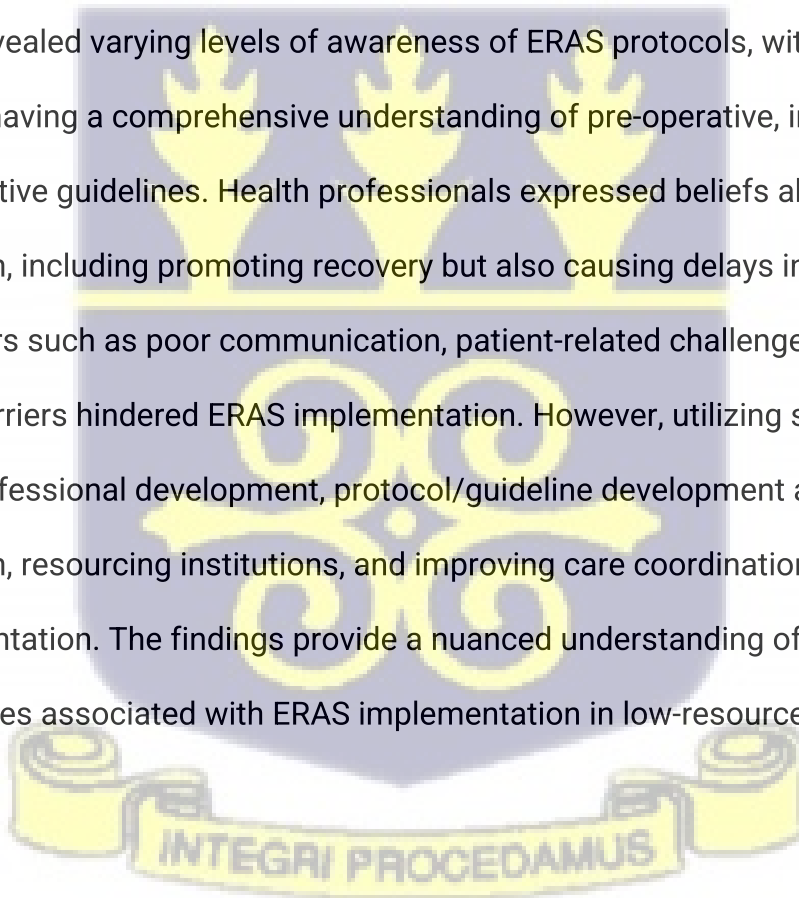 vealed varying levels of awareness of ERAS protocols, wit
having a comprehensive understanding of pre-operative, i
tive guidelines. Health professionals expressed beliefs a
n, including promoting recovery but also causing delays i
rs such as poor communication, patient-related challenge
rriers hindered ERAS implementation. However, utilizing s
fessional development, protocol/guideline development a
n, resourcing institutions, and improving care coordination
ntation. The findings provide a nuanced understanding of
es associated with ERAS implementation in low-resource
INTEGRI PROCEDAMUS